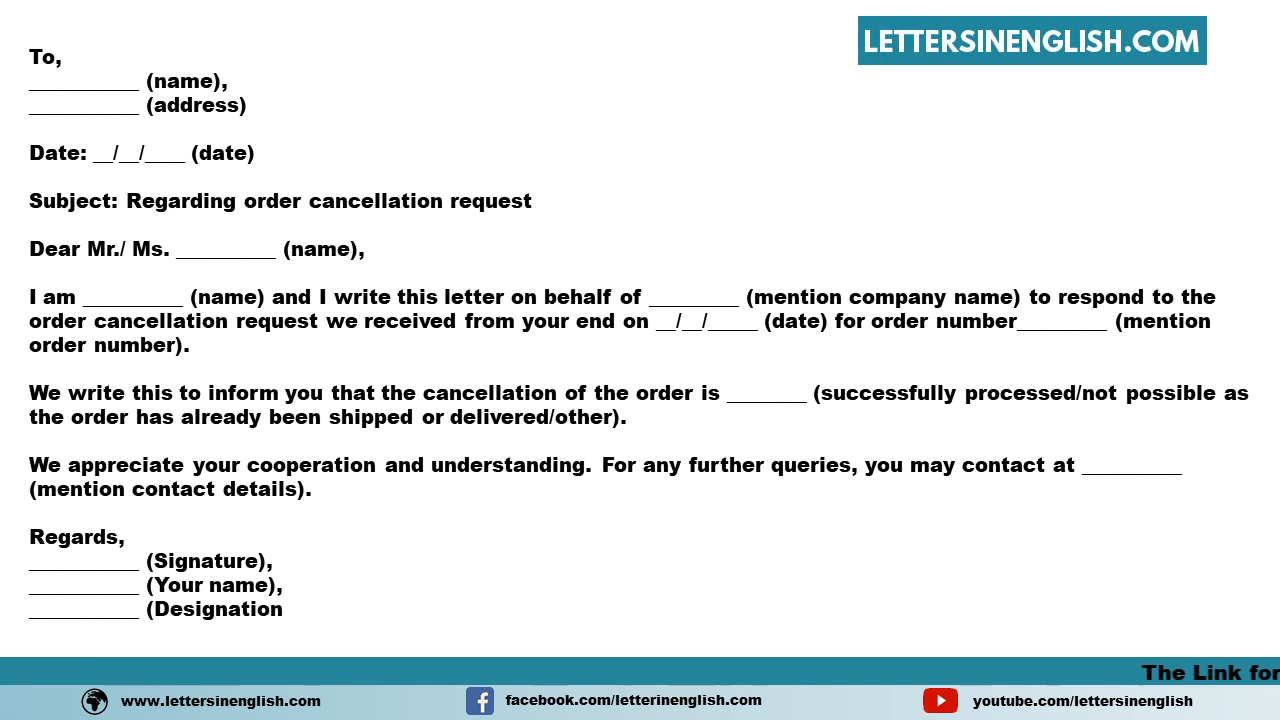 LETTERSINENGLISH.COM
To,
___________ (name),
___________ (address)
Date: __/__/____ (date)
Subject: Regarding order cancellation request
Dear Mr./ Ms. __________ (name),
I am __________ (name) and I write this letter on behalf of _________ (mention company name) to respond to the
order cancellation request we received from your end on __/__/_____ (date) for order number_________ (mention
order number).
We write this to inform you that the cancellation of the order is ________ (successfully processed/not possible as
the order has already been shipped or delivered/other).
We appreciate your cooperation and understanding. For any further queries, you may contact at __________
(mention contact details).
Regards,
___________ (Signature),
___________ (Your name),
___________ (Designation
The Link for
www.lettersinenglish.com
facebook.com/letterinenglish.com
youtube.com/lettersinenglish